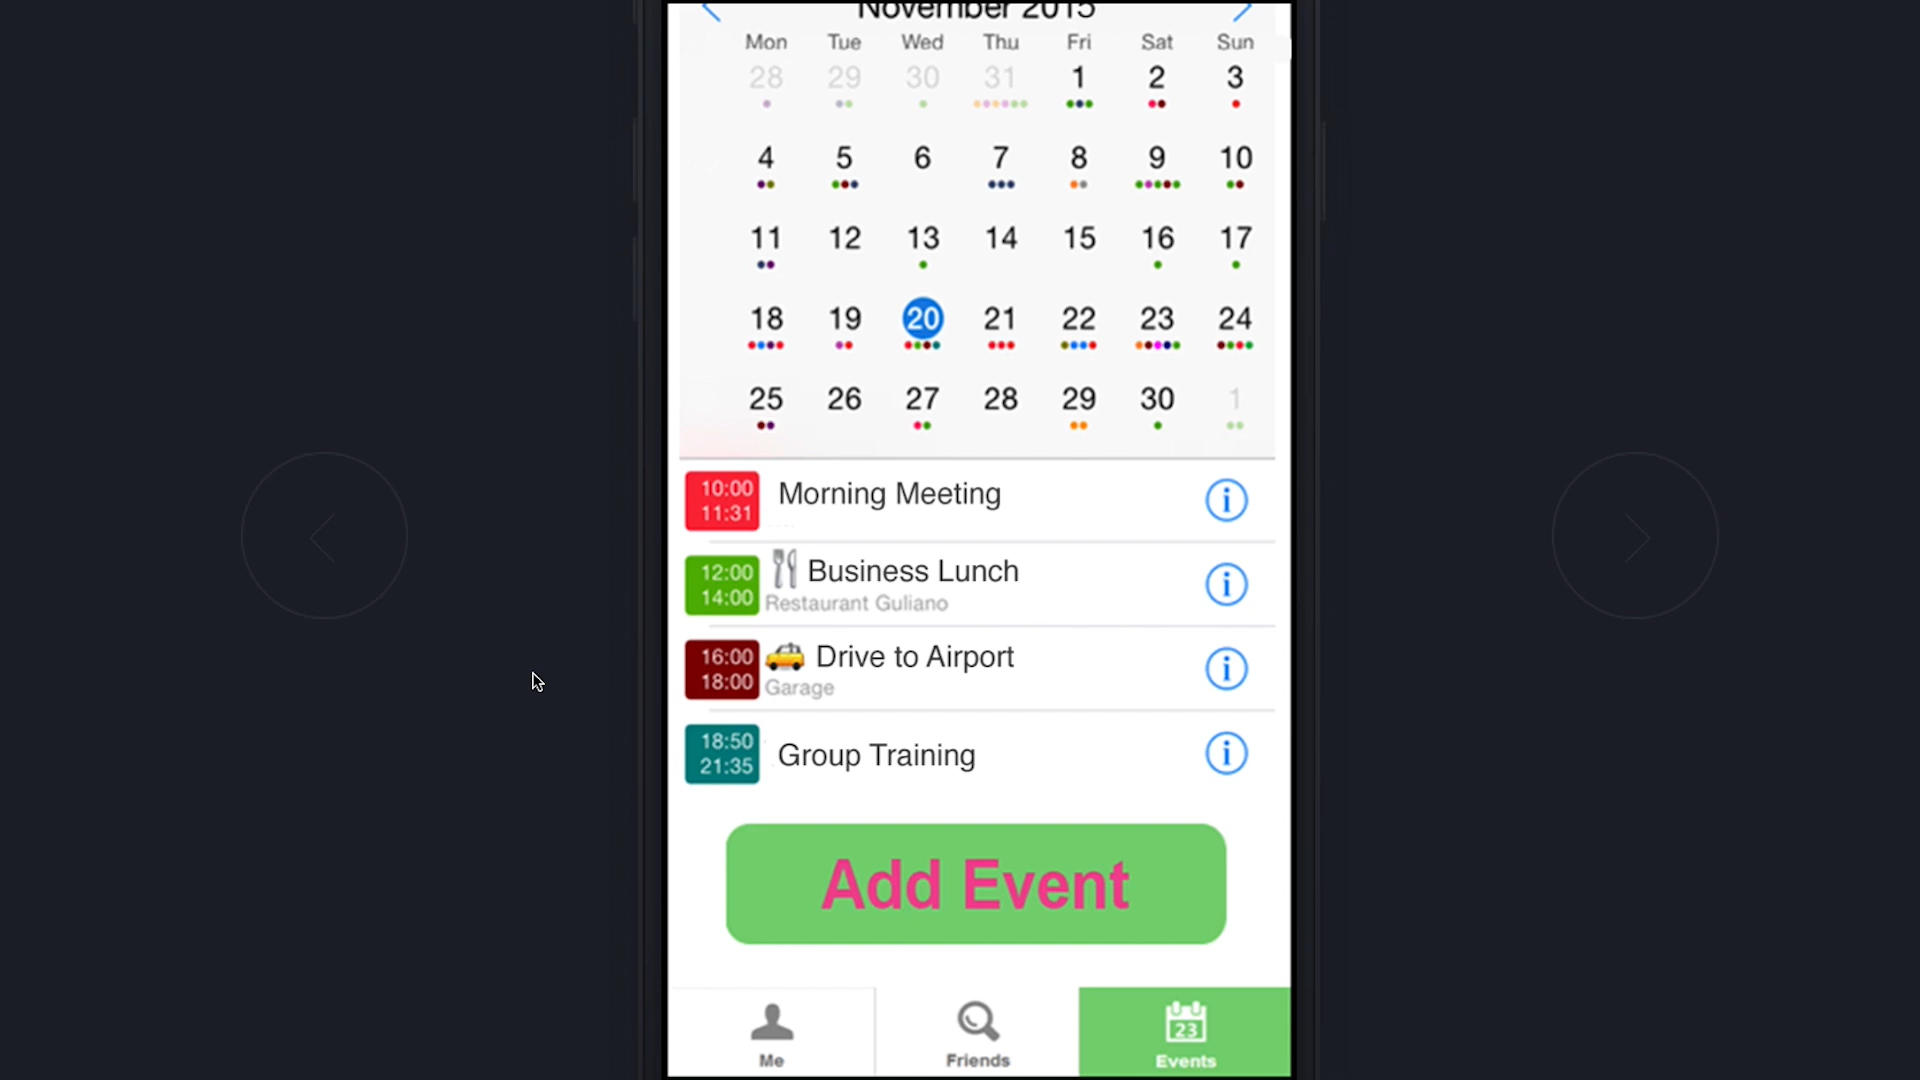 November 2015
Mon Tue Wed Thu Fri Sat Sun
28 29 30 31 1 2 3
4 5 6 7 8 9 10
11 12 13 14 15 16 17
18 19 20 21 22 23 24
25 26 27 28 29 30 1
10:00 Morning Meeting
11:31
12:00 Business Lunch
14:00 Restaurant Guliano
16:00 Drive to Airport
18:00 Garage
18:50 Group Training
21:35
Add Event
23
Me Friends Events